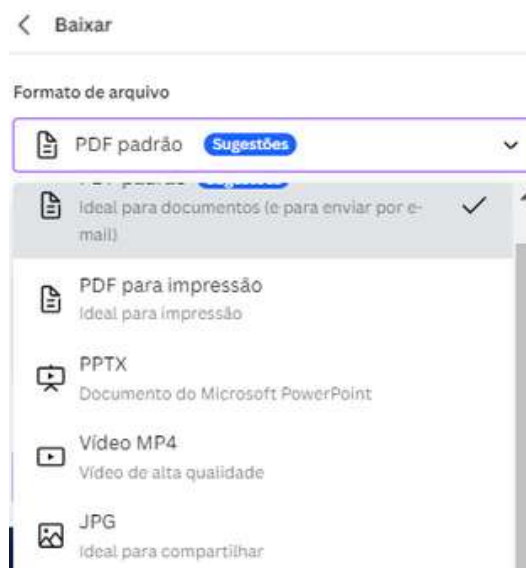 Baixar
Formato de arquivo
PDF padrão Sugestões
Ideal para documentos (e para enviar por e-
mail)
PDF para impressão
Ideal para impressão
PPTX
Documento do Microsoft PowerPoint
Vídeo MP4
Vídeo de alta qualidade
JPG
Ideal para compartilhar